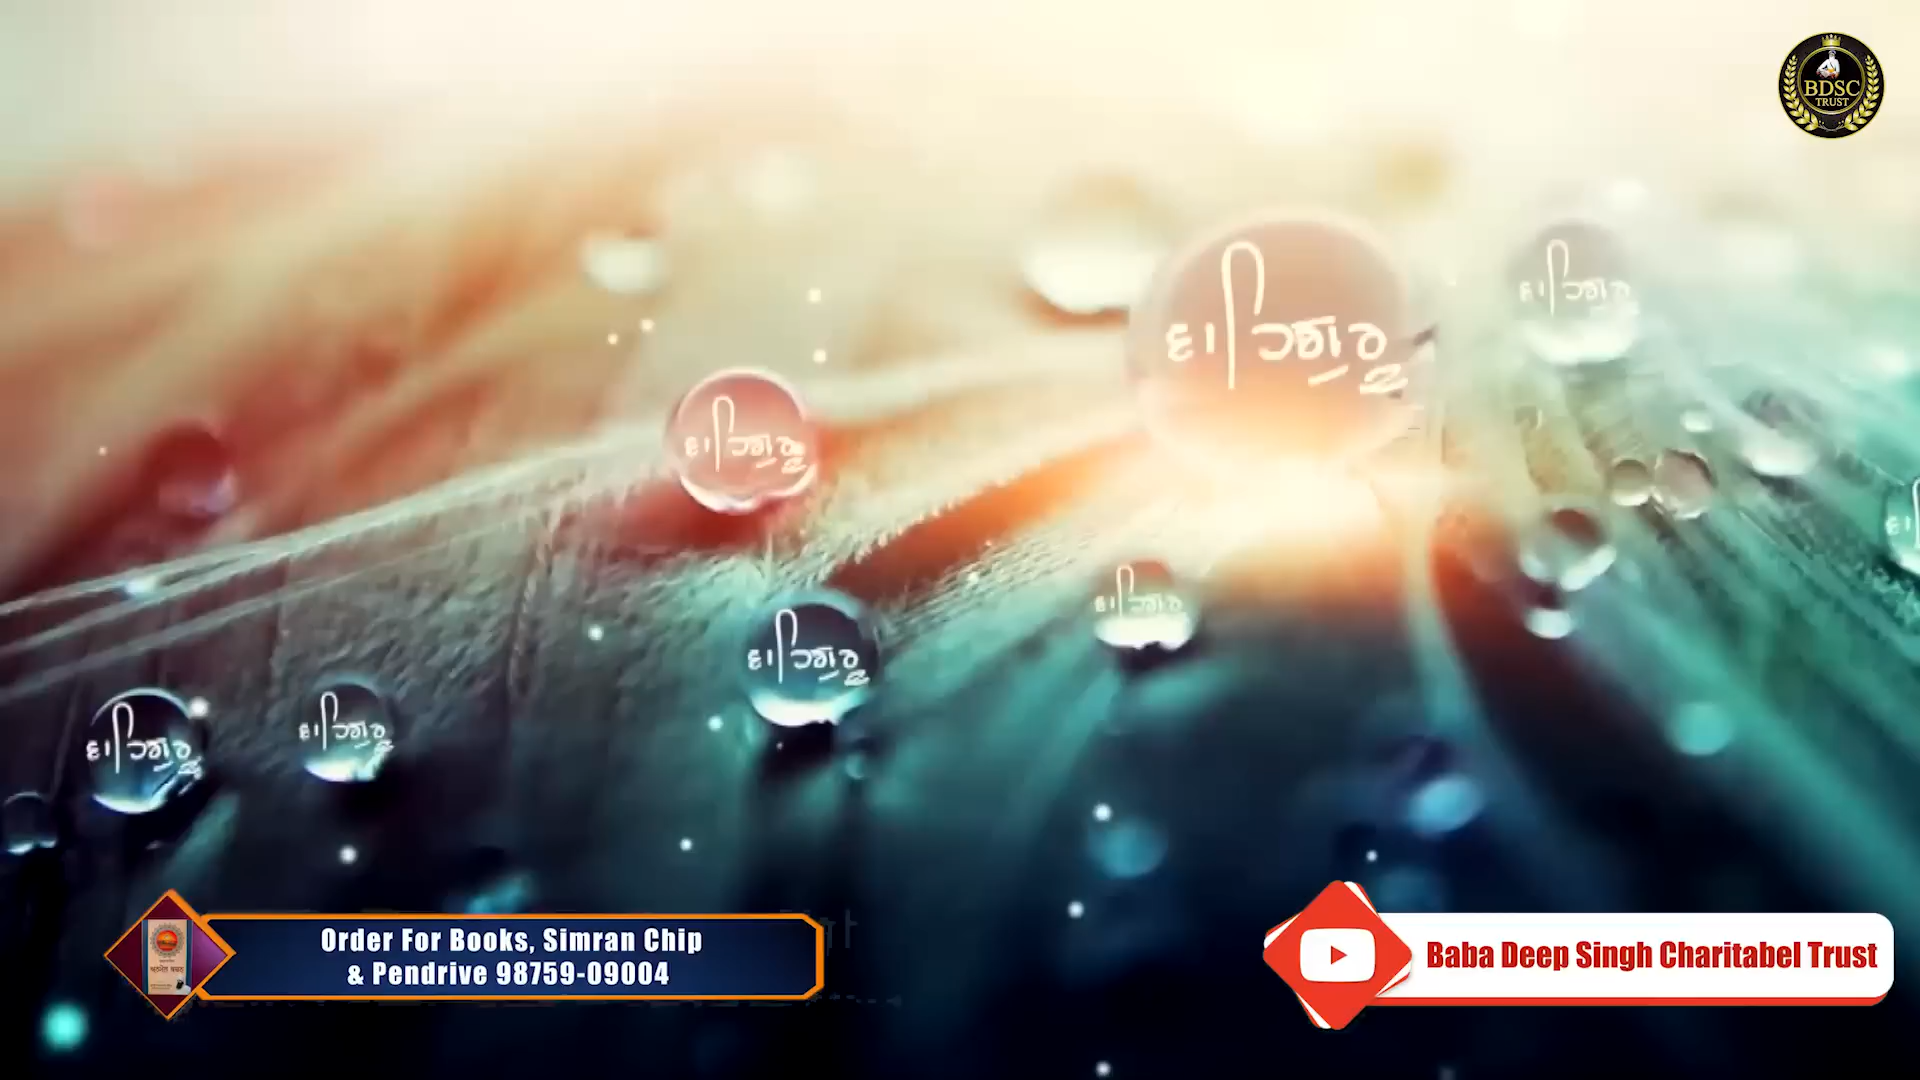 BDSC
TRUST
ਵਾਹਿਗੁਰੂ
ਵਾਹਿਗੁਰੂ
ਵਾਹਿਗੁਰੂ
ਵਾਹਿਗੁਰੂ
ਵਾਹਿਗੁਰੂ
ਵਾਹਿਗੁਰੂ
ਵਾਹਿਗੁਰੂ
Order For Books, Simran Chip
& Pendrive 98759-09004
Baba Deep Singh Charitabel Trust